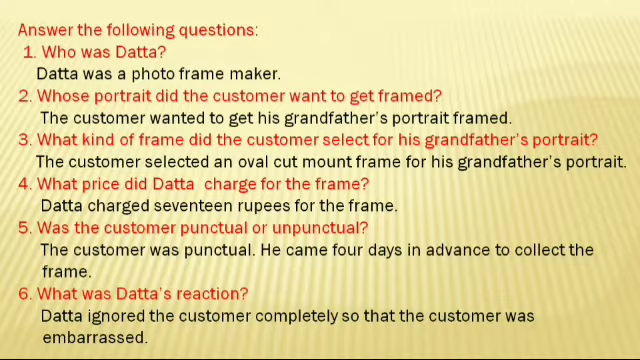 Answer the following questions:
1. Who was Datta?
Datta was a photo frame maker.
2. Whose portrait did the customer want to get framed?
The customer wanted to get his grandfather's portrait framed.
3. What kind of frame did the customer select for his grandfather's portrait?
The customer selected an oval cut mount frame for his grandfather's portrait.
4. What price did Datta charge for the frame?
Datta charged seventeen rupees for the frame.
5. Was the customer punctual or unpunctual?
The customer was punctual. He came four days in advance to collect the
frame.
6. What was Datta's reaction?
Datta ignored the customer completely so that the customer was
embarrassed.